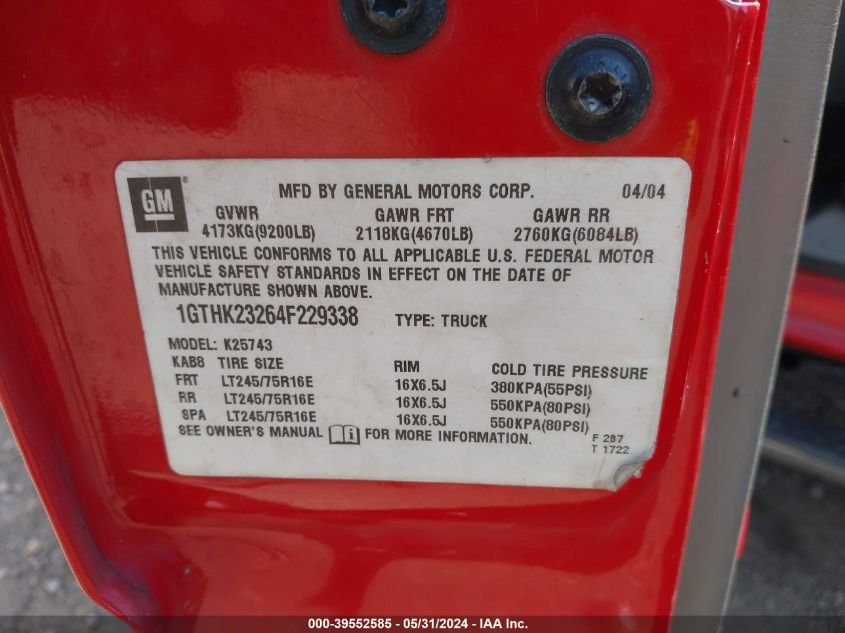 GM® MFD BY GENERAL MOTORS CORP. 04/04
GVWR GAWR FRT GAWR RR
4173KG(9200LB) 2118KG(4670LB) 2760KG(6084LB)
THIS VEHICLE CONFORMS TO ALL APPLICABLE U.S. FEDERAL MOTOR
VEHICLE SAFETY STANDARDS IN EFFECT ON THE DATE OF
MANUFACTURE SHOWN ABOVE.
1GTHK23264F229338 TYPE: TRUCK
MODEL: K25743
KAB8 TIRE SIZE RIM COLD TIRE PRESSURE
FRT LT245/75R16E 16X6.5J 380KPA(55PSI)
RR LT245/75R16E 16X6.5J 550KPA(80PSI)
SPA LT245/75R16E 16X6.5J 550KPA(80PSI)
SEE OWNER'S MANUAL FOR MORE INFORMATION.
F 287
T 1722
000-39552585 - 05/31/2024 - IAA Inc.